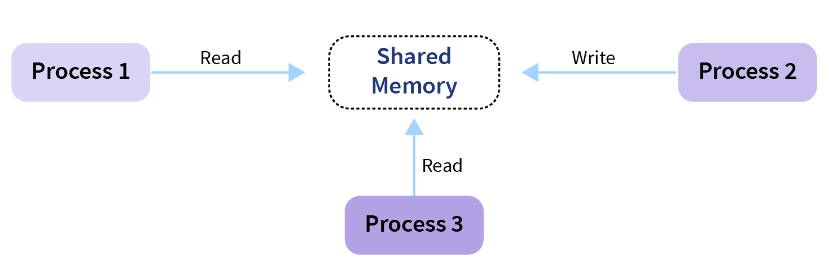 Process 1
Read
Shared
Memory
Write
Process 2
Read
Process 3